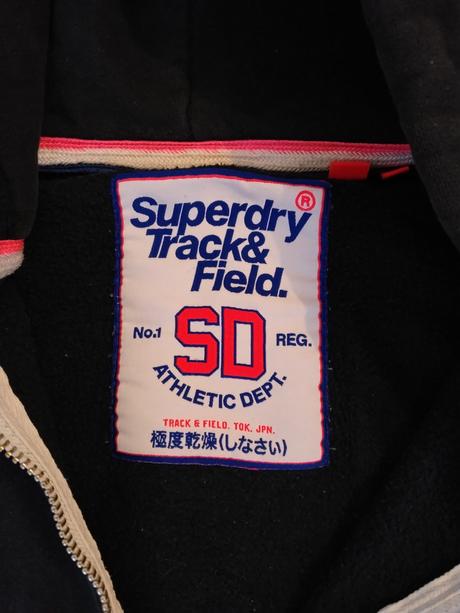 Superdry®
Track&
Field.
No.1 SD REG.
ATHLETIC DEPT.
TRACK & FIELD. TOK, JPN.
極度乾燥(しなさい)